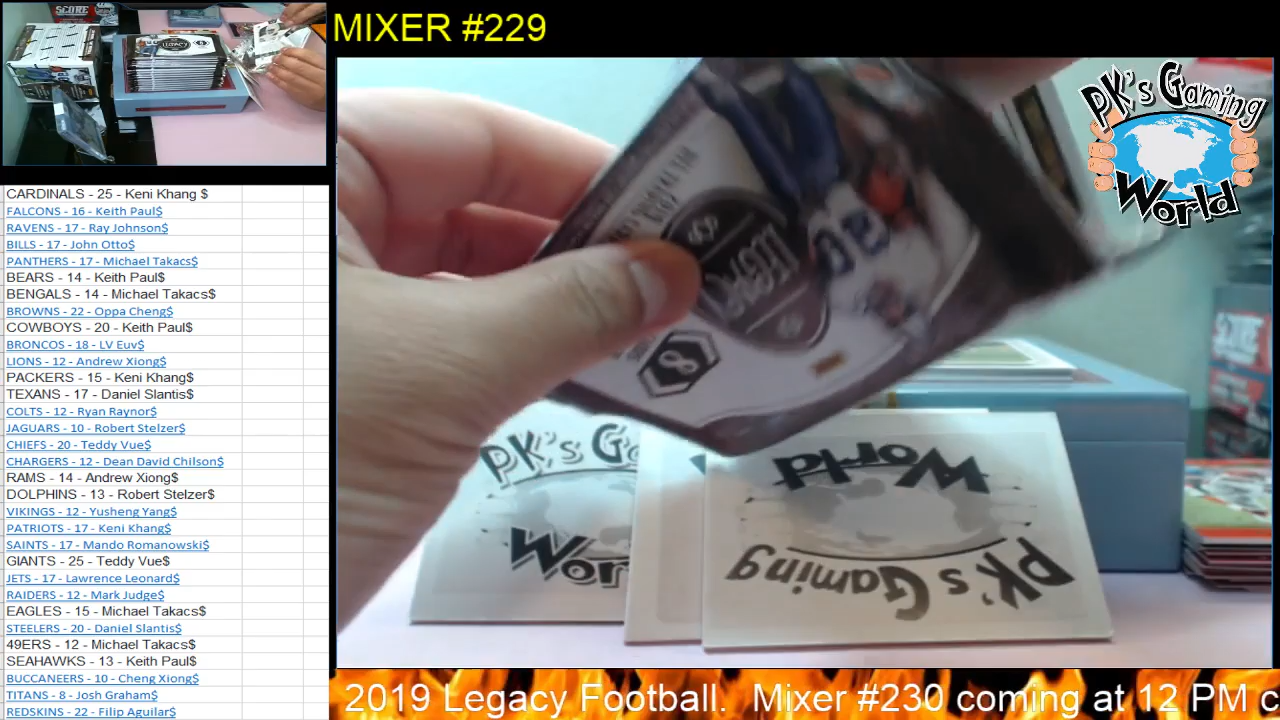 MIXER #229
SCORE
LEGACY
PK's Gaming
World
CARDINALS - 25 - Keni Khang $
FALCONS - 16 - Keith Paul$
RAVENS - 17 - Ray Johnson$
BILLS - 17 - John Otto$
PANTHERS - 17 - Michael Takacs$
BEARS - 14 - Keith Paul$
BENGALS - 14 - Michael Takacs$
BROWNS - 22 - Oppa Cheng$
COWBOYS - 20 - Keith Paul$
BRONCOS - 18 - LV Euv$
LIONS - 12 - Andrew Xiong$
PACKERS - 15 - Keni Khang$
TEXANS - 17 - Daniel Slantis$
COLTS - 12 - Ryan Raynor$
JAGUARS - 10 - Robert Stelzer$
CHIEFS - 20 - Teddy Vue$
CHARGERS - 12 - Dean David Chilson$
RAMS - 14 - Andrew Xiong$
DOLPHINS - 13 - Robert Stelzer$
VIKINGS - 12 - Yusheng Yang$
PATRIOTS - 17 - Keni Khang$
SAINTS - 17 - Mando Romanowski$
GIANTS - 25 - Teddy Vue$
JETS - 17 - Lawrence Leonard$
RAIDERS - 12 - Mark Judge$
EAGLES - 15 - Michael Takacs$
STEELERS - 20 - Daniel Slantis$
49ERS - 12 - Michael Takacs$
SEAHAWKS - 13 - Keith Paul$
BUCCANEERS - 10 - Cheng Xiong$
TITANS - 8 - Josh Graham$
REDSKINS - 22 - Filip Aguilar$
LEGACY
8
SCORE
PK's G
Wor
PK's Gaming
World
2019 Legacy Football. Mixer #230 coming at 12 PM c